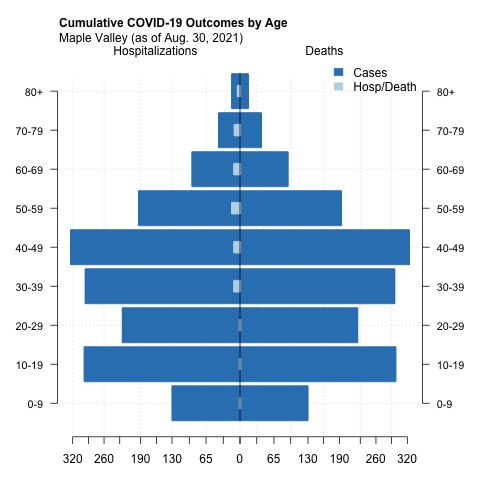 Cumulative COVID-19 Outcomes by Age
Maple Valley (as of Aug. 30, 2021)
Hospitalizations Deaths
Cases
Hosp/Death
80+ 80+
70-79 70-79
60-69 60-69
50-59 50-59
40-49 40-49
30-39 30-39
20-29 20-29
10-19 10-19
0-9 0-9
320 260 190 130 65 0 65 130 190 260 320